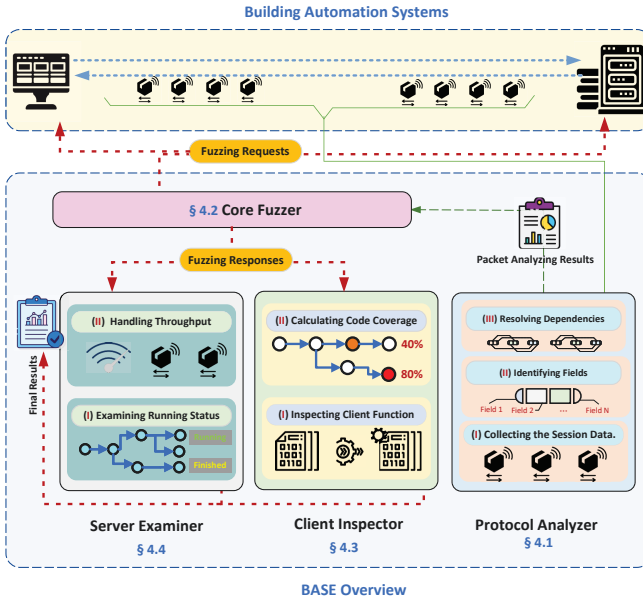 Building Automation Systems
Fuzzing Requests
§ 4.2 Core Fuzzer
Packet Analyzing Results
Fuzzing Responses
Final Results
(II) Handling Throughput
(I) Examining Running Status
Running
Finished
Server Examiner
§ 4.4
(II) Calculating Code Coverage
40%
80%
(I) Inspecting Client Function
Client Inspector
§ 4.3
(III) Resolving Dependencies
(II) Identifying Fields
Field 1 Field 2 ... Field N
(I) Collecting the Session Data.
Protocol Analyzer
§ 4.1
BASE Overview